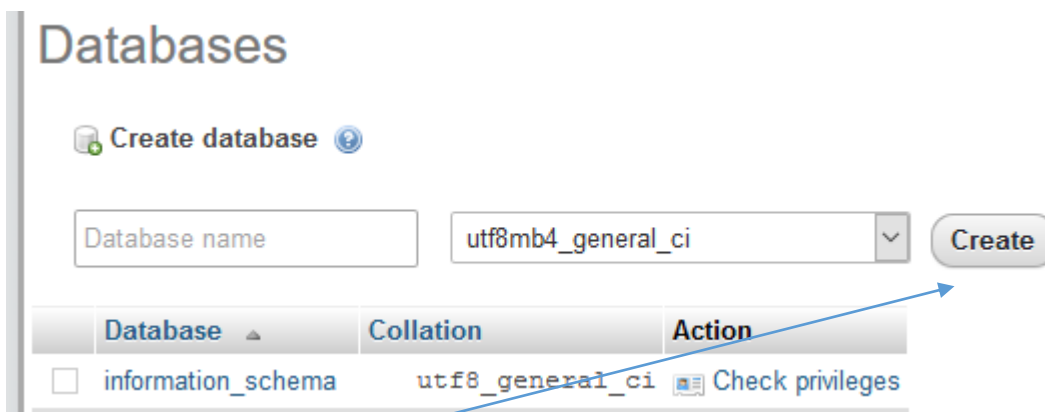 Databases
Create database
Database name utf8mb4_general_ci Create
Database Collation Action
information_schema utf8_general_ci Check privileges